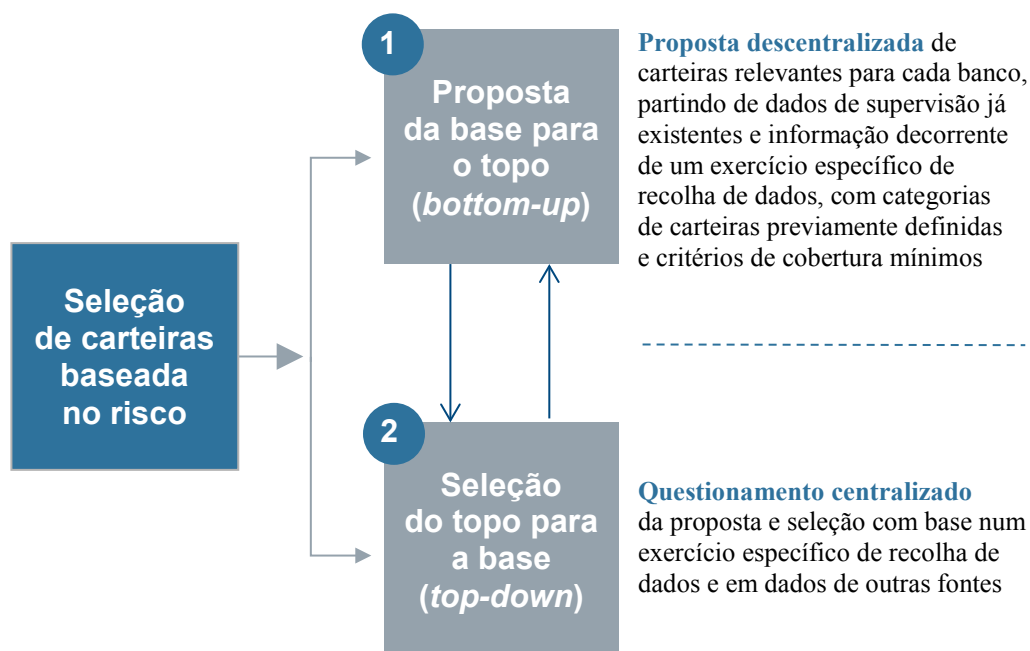 Seleção
de carteiras
baseada
no risco
1
Proposta
da base para
o topo
(bottom-up)
Proposta descentralizada de
carteiras relevantes para cada banco,
partindo de dados de supervisão já
existentes e informação decorrente
de um exercício específico de
recolha de dados, com categorias
de carteiras previamente definidas
e critérios de cobertura mínimos
2
Seleção
do topo para
a base
(top-down)
Questionamento centralizado
da proposta e seleção com base num
exercício específico de recolha de
dados e em dados de outras fontes